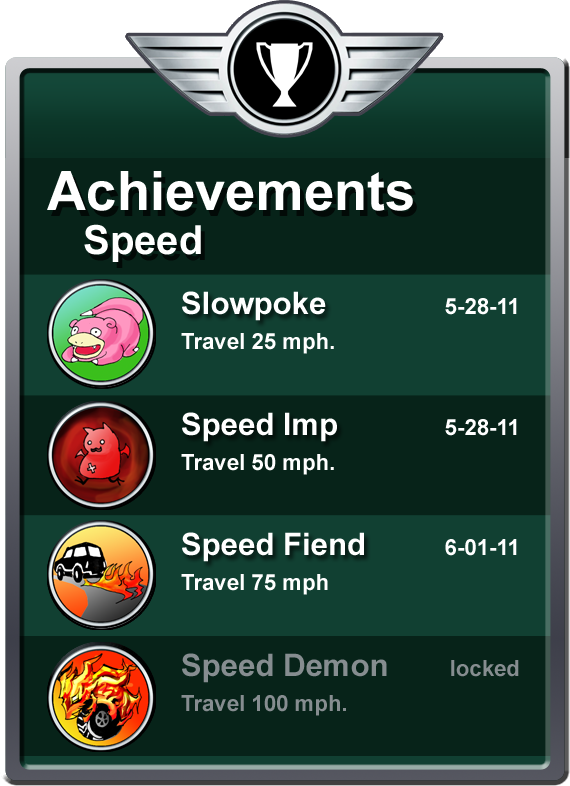 Achievements
Speed
Slowpoke 5-28-11
Travel 25 mph.
Speed Imp 5-28-11
Travel 50 mph.
Speed Fiend 6-01-11
Travel 75 mph
Speed Demon locked
Travel 100 mph.